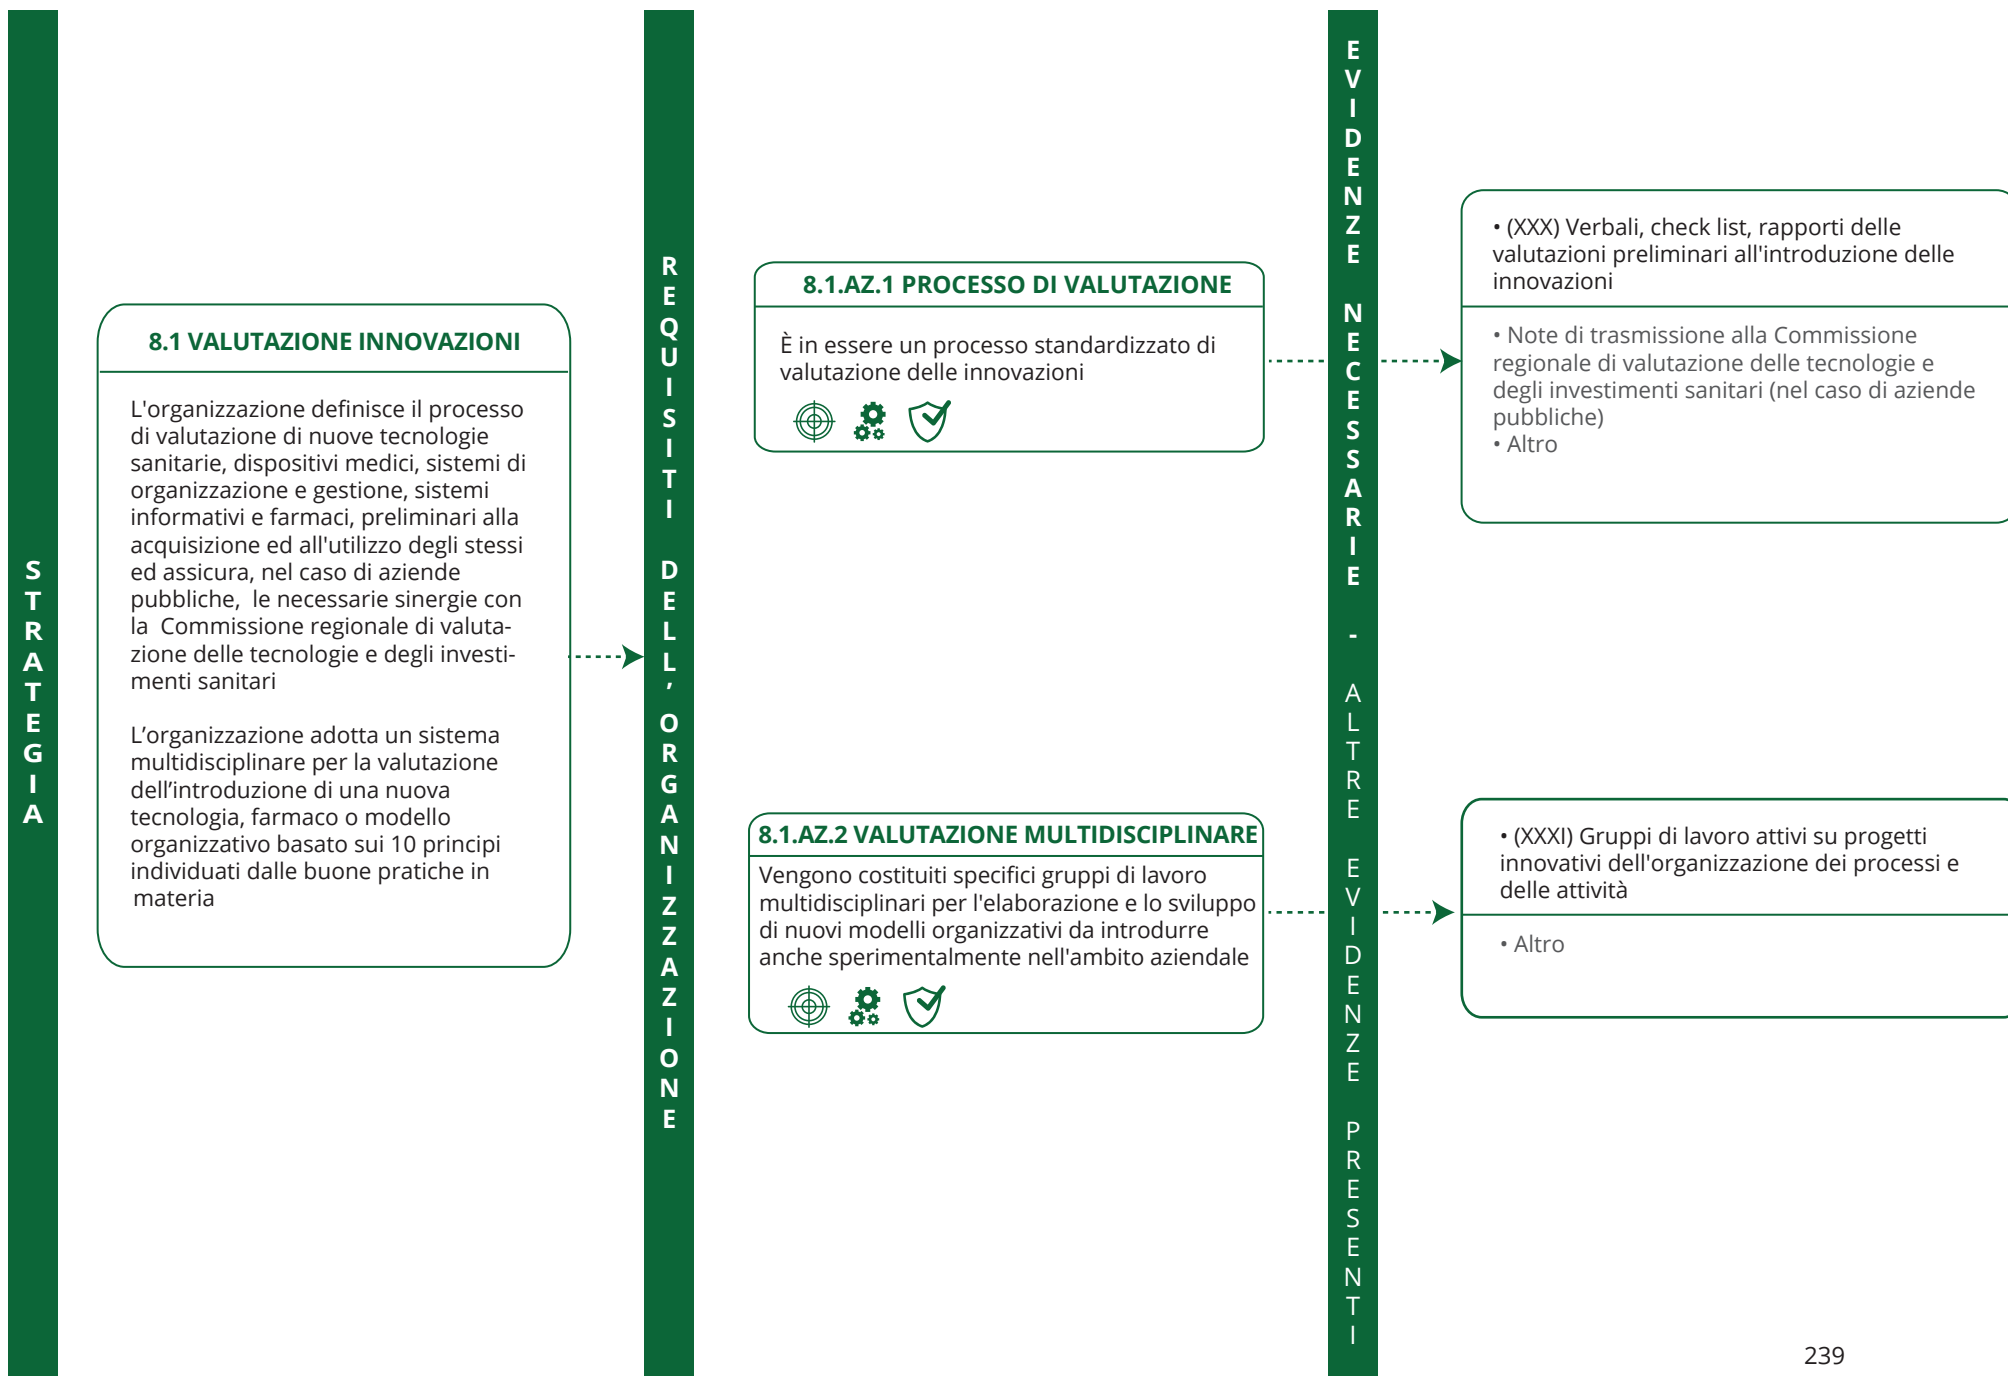 STRATEGIA
8.1 VALUTAZIONE INNOVAZIONI
L'organizzazione definisce il processo
di valutazione di nuove tecnologie
sanitarie, dispositivi medici, sistemi di
organizzazione e gestione, sistemi
informativi e farmaci, preliminari alla
acquisizione ed all'utilizzo degli stessi
ed assicura, nel caso di aziende
pubbliche, le necessarie sinergie con
la Commissione regionale di valuta-
zione delle tecnologie e degli investi-
menti sanitari
L’organizzazione adotta un sistema
multidisciplinare per la valutazione
dell’introduzione di una nuova
tecnologia, farmaco o modello
organizzativo basato sui 10 principi
individuati dalle buone pratiche in
materia
REQUISITI DELL’ORGANIZZAZIONE
8.1.AZ.1 PROCESSO DI VALUTAZIONE
È in essere un processo standardizzato di
valutazione delle innovazioni
8.1.AZ.2 VALUTAZIONE MULTIDISCIPLINARE
Vengono costituiti specifici gruppi di lavoro
multidisciplinari per l'elaborazione e lo sviluppo
di nuovi modelli organizzativi da introdurre
anche sperimentalmente nell'ambito aziendale
EVIDENZE NECESSARIE - ALTRE EVIDENZE PRESENTI
• (XXX) Verbali, check list, rapporti delle
valutazioni preliminari all'introduzione delle
innovazioni
• Note di trasmissione alla Commissione
regionale di valutazione delle tecnologie e
degli investimenti sanitari (nel caso di aziende
pubbliche)
• Altro
• (XXXI) Gruppi di lavoro attivi su progetti
innovativi dell'organizzazione dei processi e
delle attività
• Altro
239